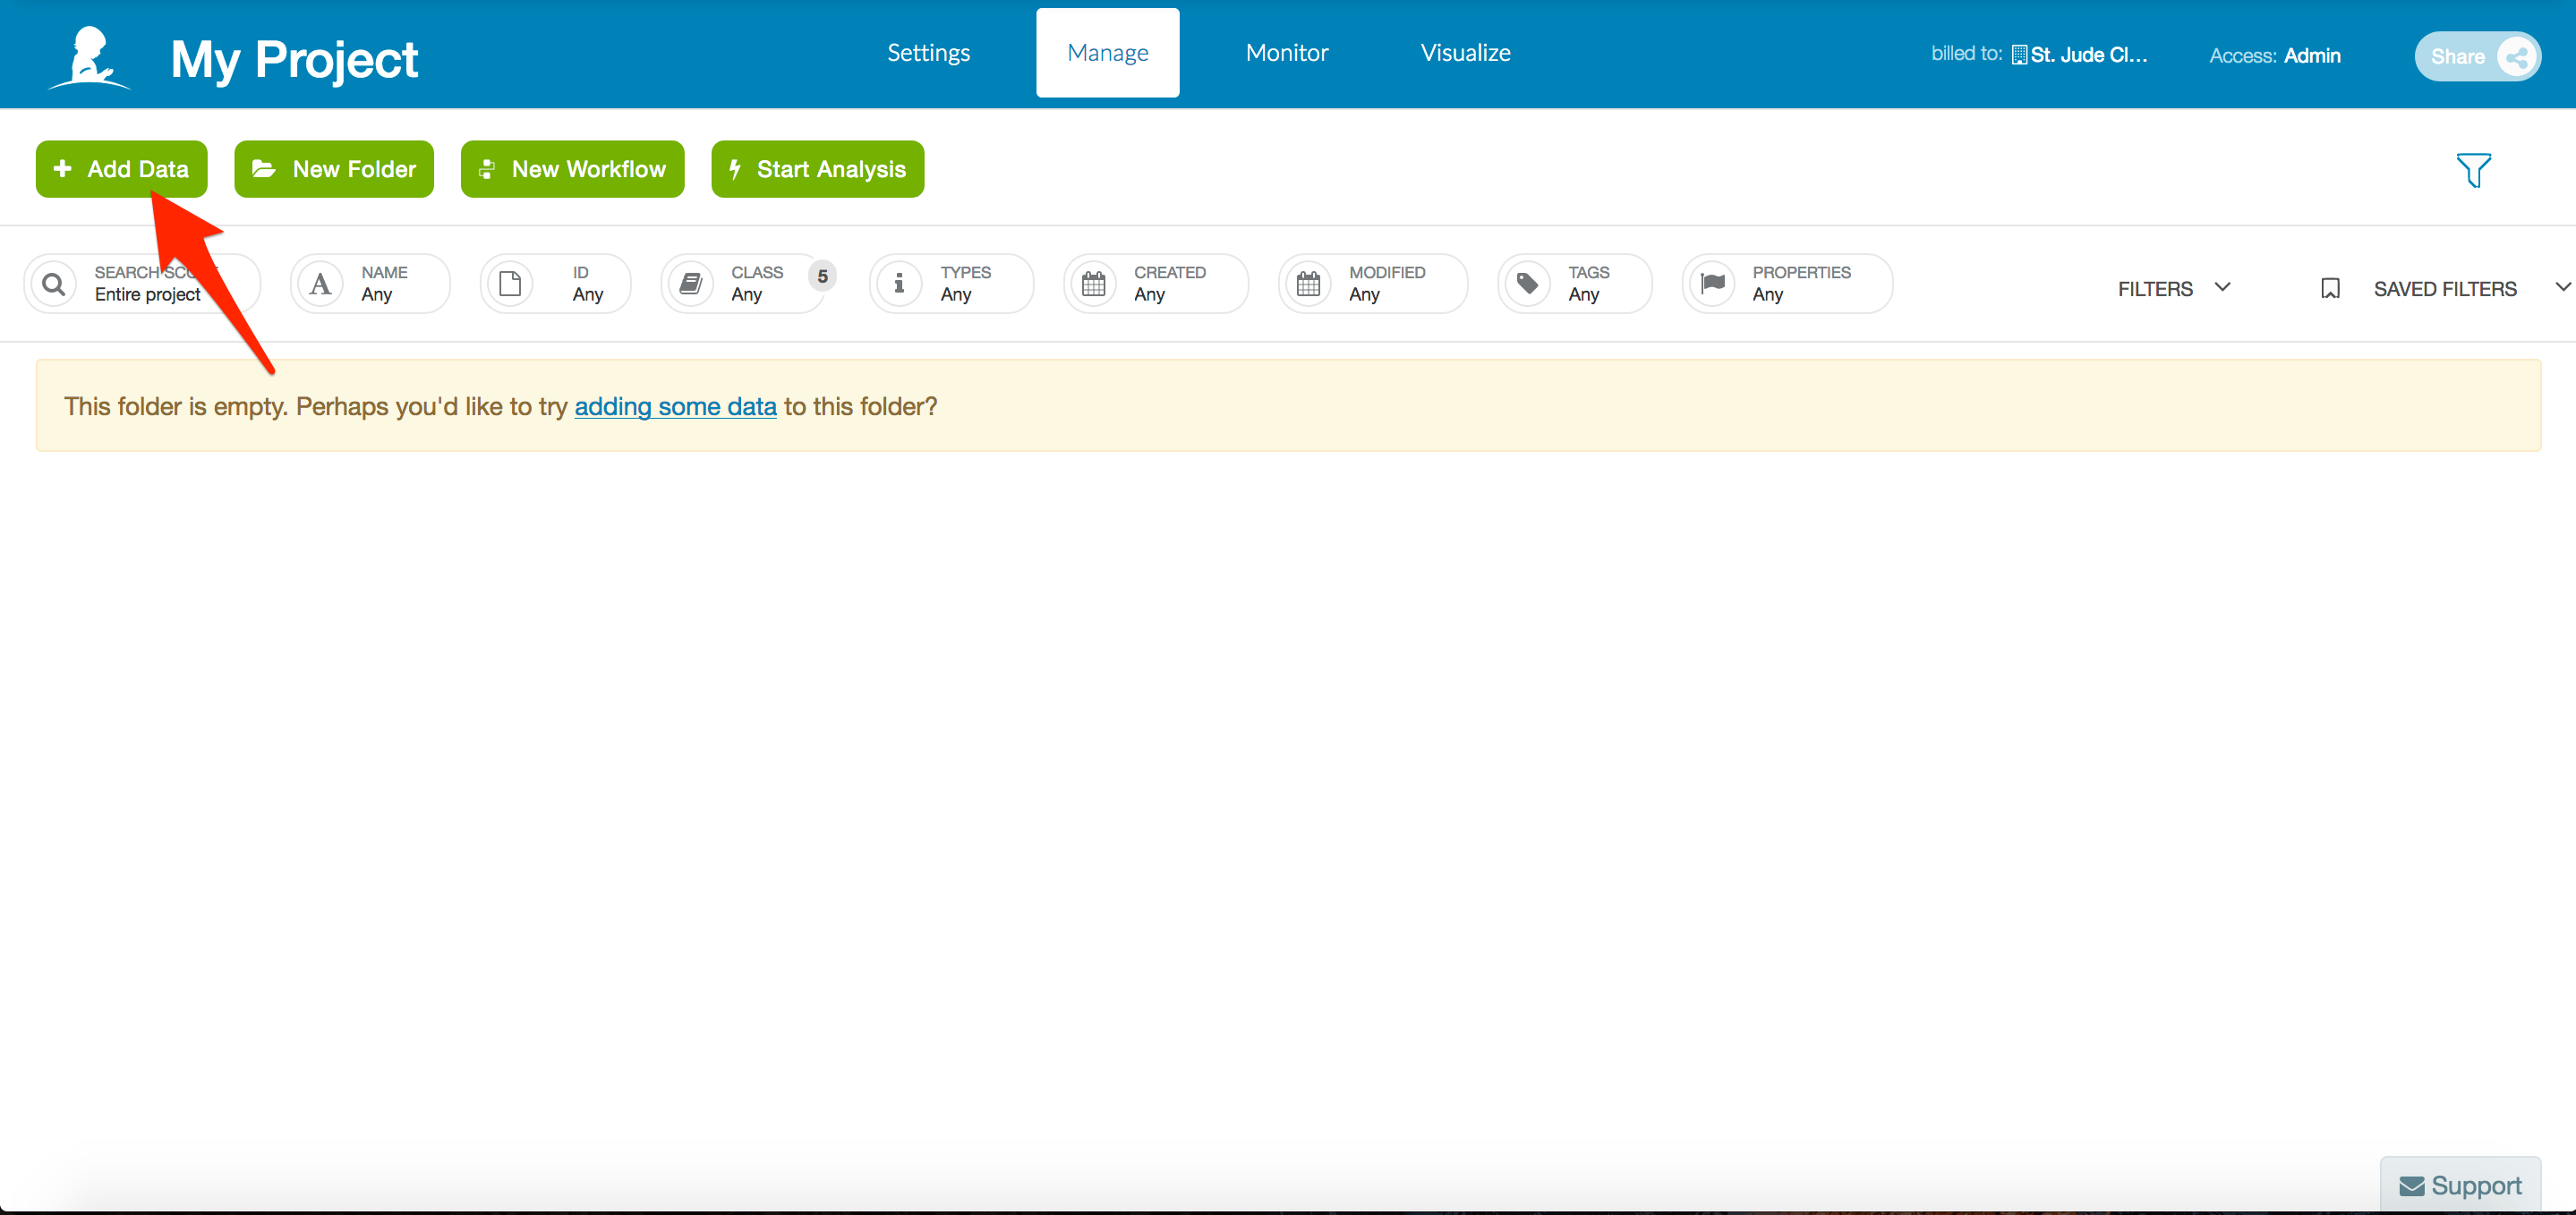 My Project
Settings
Manage
Monitor
Visualize
billed to: St. Jude Cl...
Access: Admin
Share
Add Data
New Folder
New Workflow
Start Analysis
SEARCH SCO
Entire project
NAME
Any
ID
Any
CLASS
Any
5
TYPES
Any
CREATED
Any
MODIFIED
Any
TAGS
Any
PROPERTIES
Any
FILTERS
SAVED FILTERS
This folder is empty. Perhaps you'd like to try adding some data to this folder?
Support